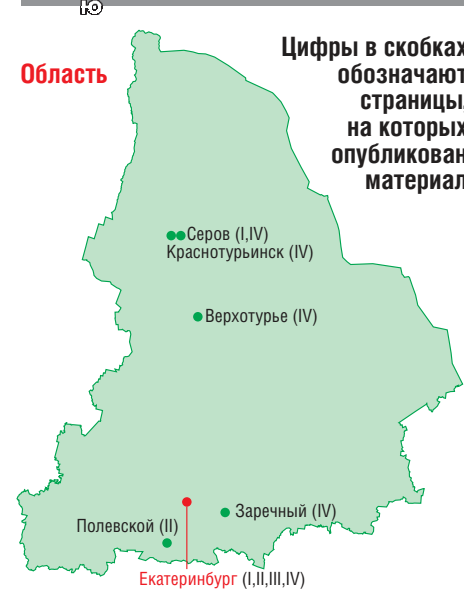 Ю
Область
Цифры в скобках
обозначают
страницы,
на которых
опубликован
материал
Серов (I,IV)
Краснотурьинск (IV)
Верхотурье (IV)
Заречный (IV)
Полевской (II)
Екатеринбург (I,II,III,IV)